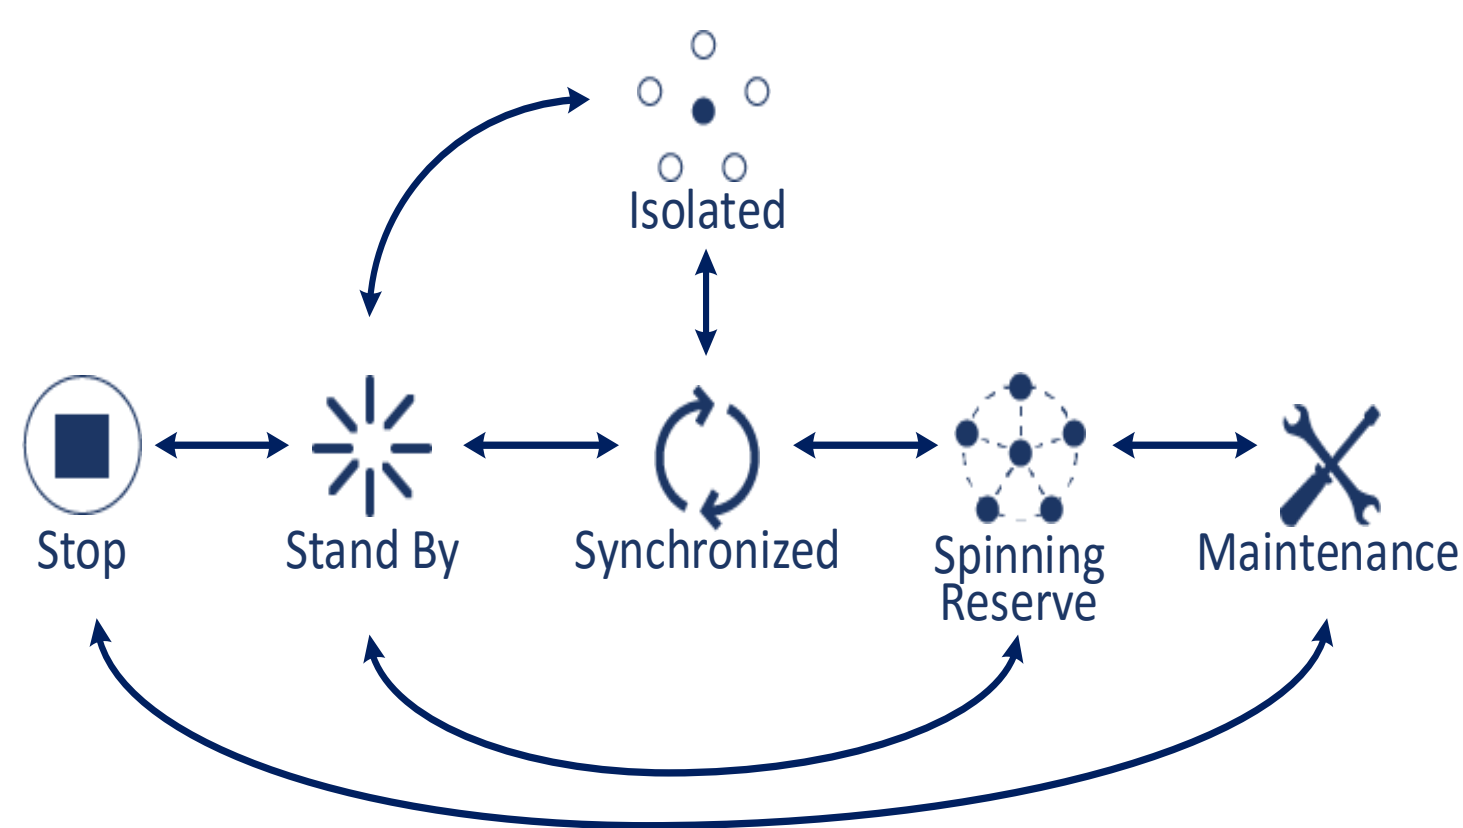 Isolated
Stop
Stand By
Synchronized
Spinning
Reserve
Maintenance